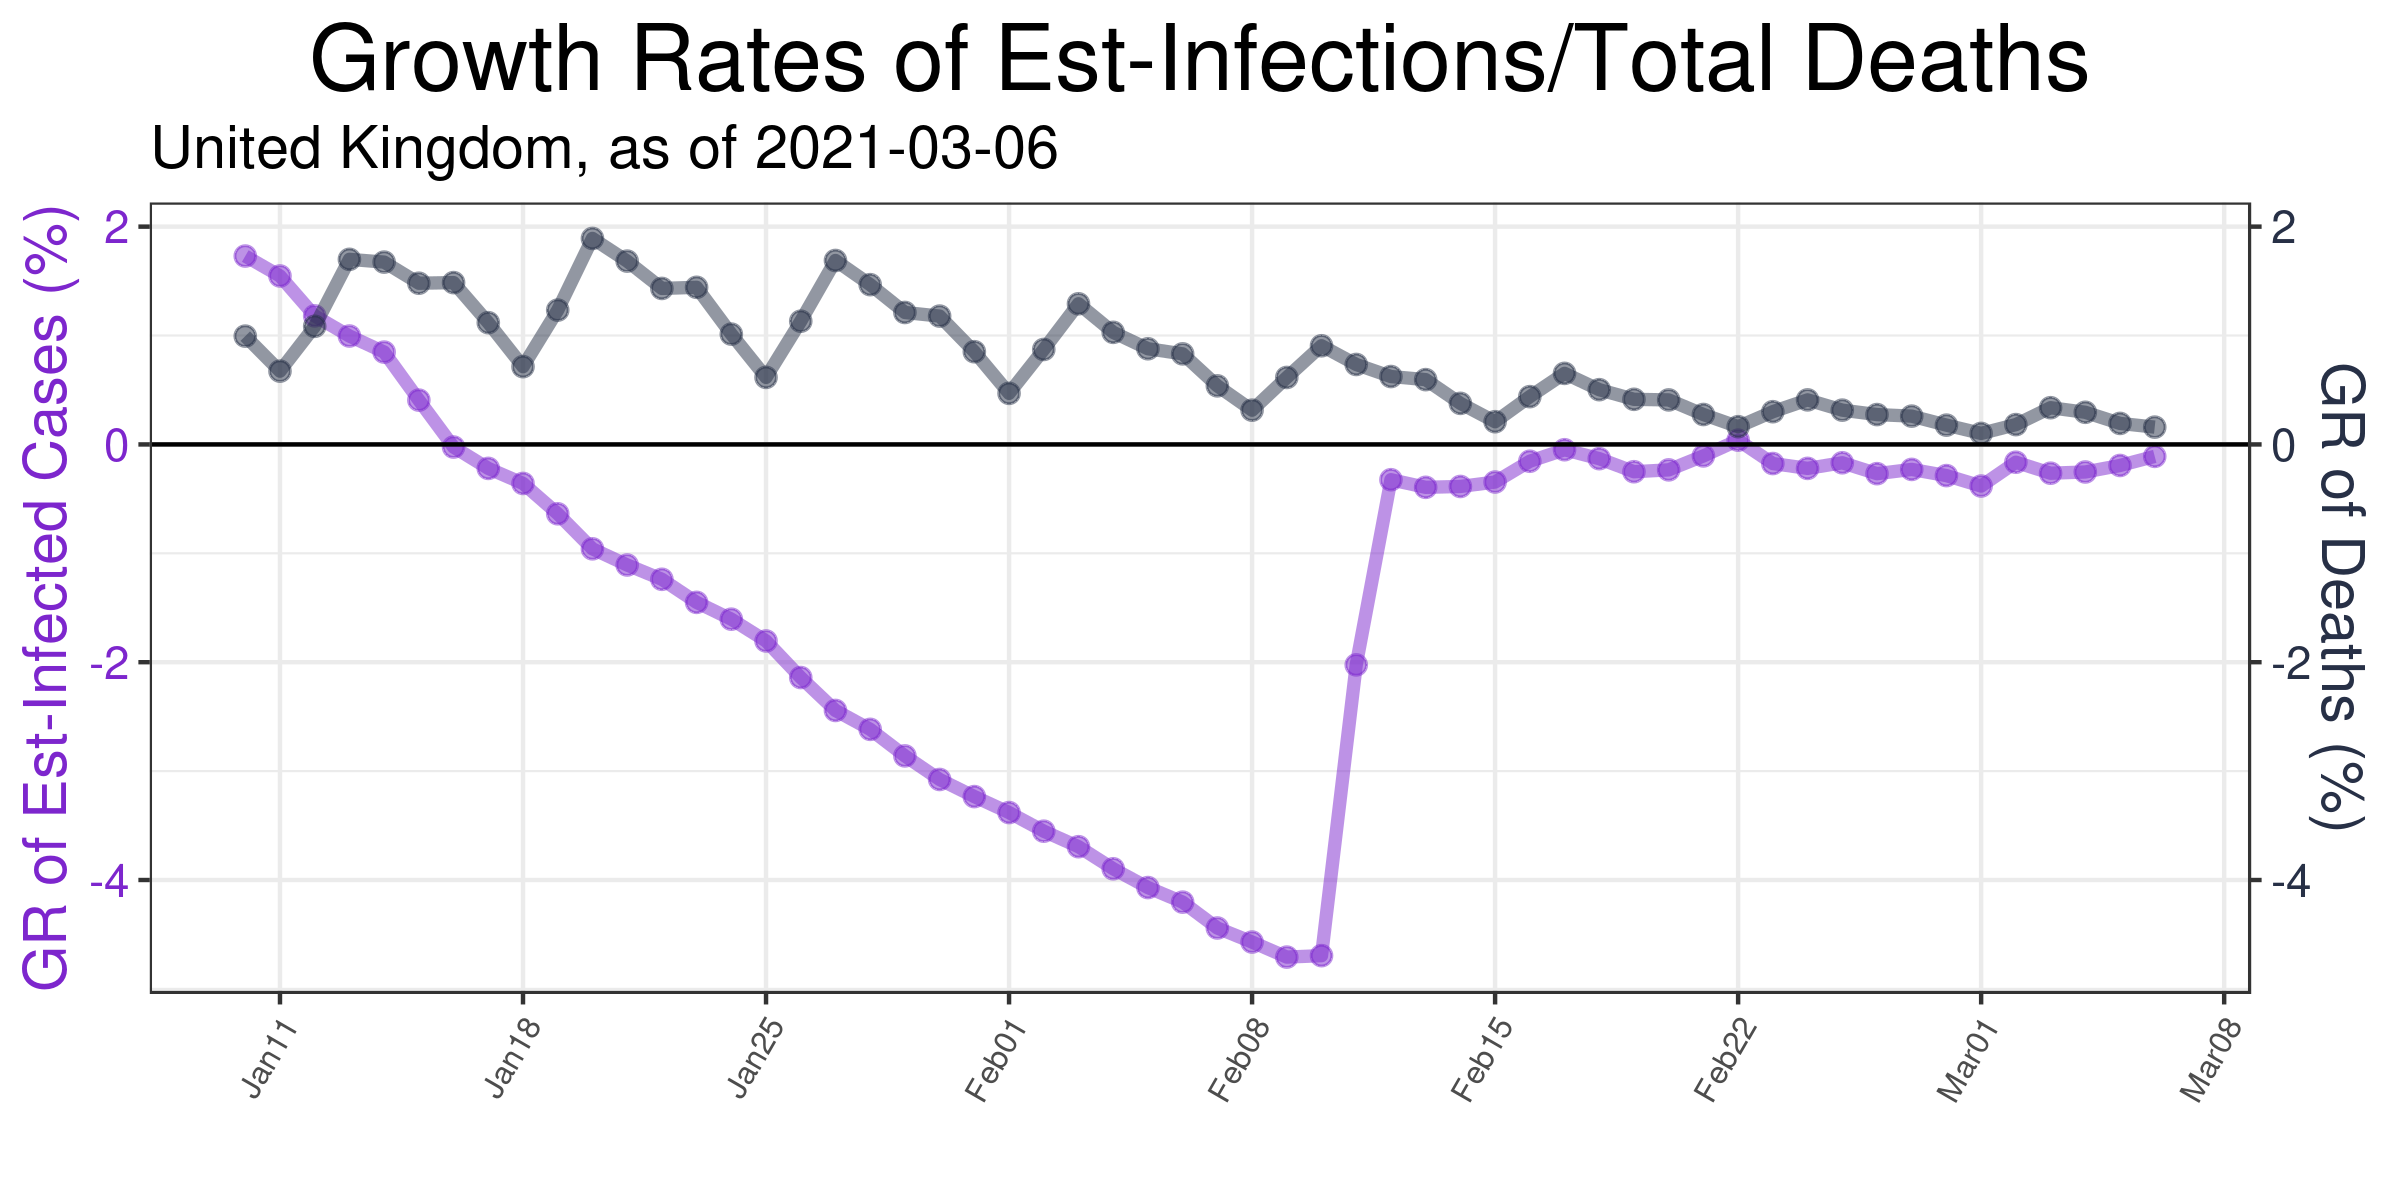 Growth Rates of Est-Infections/Total Deaths
United Kingdom, as of 2021-03-06
GR of Est-Infected Cases (%)
2
0
-2
-4
2
0
-2
-4
GR of Deaths (%)
Jan11
Jan18
Jan25
Feb01
Feb08
Feb15
Feb22
Mar01
Mar08